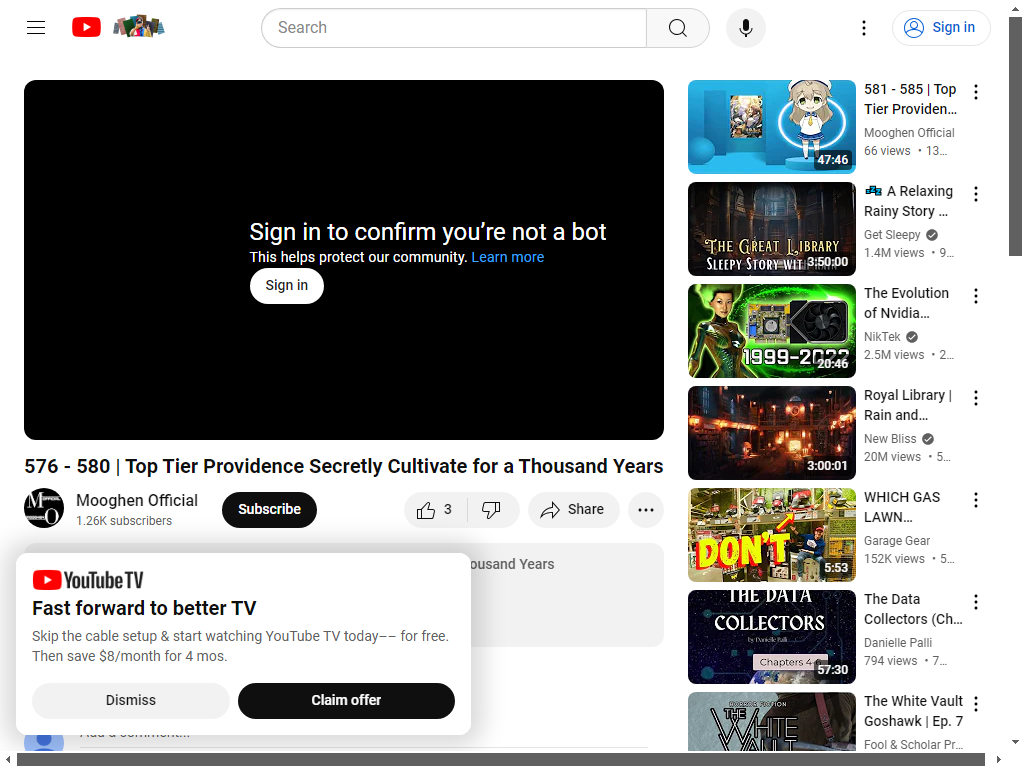 Search
Sign in
Sign in to confirm you're not a bot
This helps protect our community. Learn more
Sign in
576 - 580 | Top Tier Providence Secretly Cultivate for a Thousand Years
Mooghen Official
1.26K subscribers
Subscribe
3
Share
ousand Years
YouTube TV
Fast forward to better TV
Skip the cable setup & start watching YouTube TV today–– for free.
Then save $8/month for 4 mos.
Dismiss
Claim offer
Add a comment...
47:46
581 - 585 | Top
Tier Providen...
Mooghen Official
66 views • 13...
THE GREAT LIBRARY
SLEEPY STORY WIT
3:50:00
💤 A Relaxing
Rainy Story ...
Get Sleepy
1.4M views • 9...
1999-2022
20:46
The Evolution
of Nvidia...
NikTek
2.5M views • 2...
3:00:01
Royal Library |
Rain and...
New Bliss
20M views • 5...
DON'T
5:53
WHICH GAS
LAWN...
Garage Gear
152K views • 5...
THE DATA
COLLECTORS
by Danielle Palli
Chapters 4-6
57:30
The Data
Collectors (Ch...
Danielle Palli
794 views • 7...
HORROR FICTION
THE
WHITE
VAULT
The White Vault
Goshawk | Ep. 7
Fool & Scholar Pr...